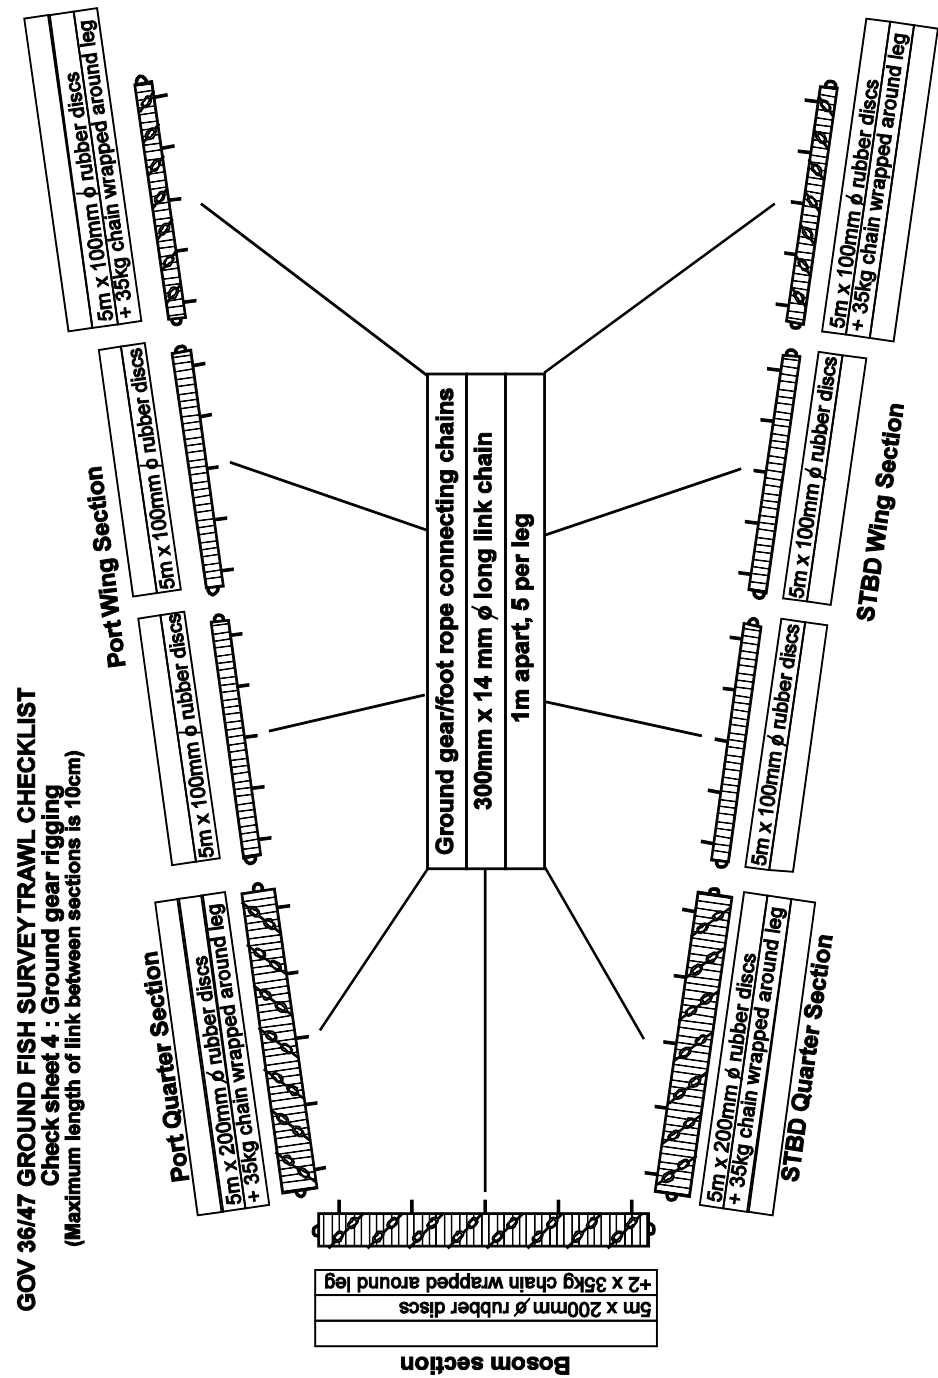 GOV 36/47 GROUND FISH SURVEY TRAWL CHECKLIST
Check sheet 4 : Ground gear rigging
(Maximum length of link between sections is 10cm)
Port Quarter Section
5m x 200mm ϕ rubber discs
+ 35kg chain wrapped around leg
Port Wing Section
5m x 100mm ϕ rubber discs
5m x 100mm ϕ rubber discs
5m x 100mm ϕ rubber discs
+ 35kg chain wrapped around leg
Ground gear/foot rope connecting chains
300mm x 14 mm ϕ long link chain
1m apart, 5 per leg
Bosom section
5m x 200mm ϕ rubber discs
+2 x 35kg chain wrapped around leg
5m x 200mm ϕ rubber discs
+ 35kg chain wrapped around leg
STBD Quarter Section
5m x 100mm ϕ rubber discs
5m x 100mm ϕ rubber discs
5m x 100mm ϕ rubber discs
+ 35kg chain wrapped around leg
STBD Wing Section